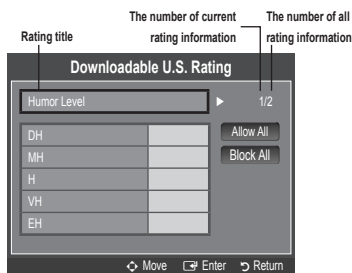 The number of current The number of all
Rating title rating information rating information
Downloadable U.S. Rating
Humor Level 1/2
DH Allow All
MH Block All
H
VH
EH
Move Enter Return